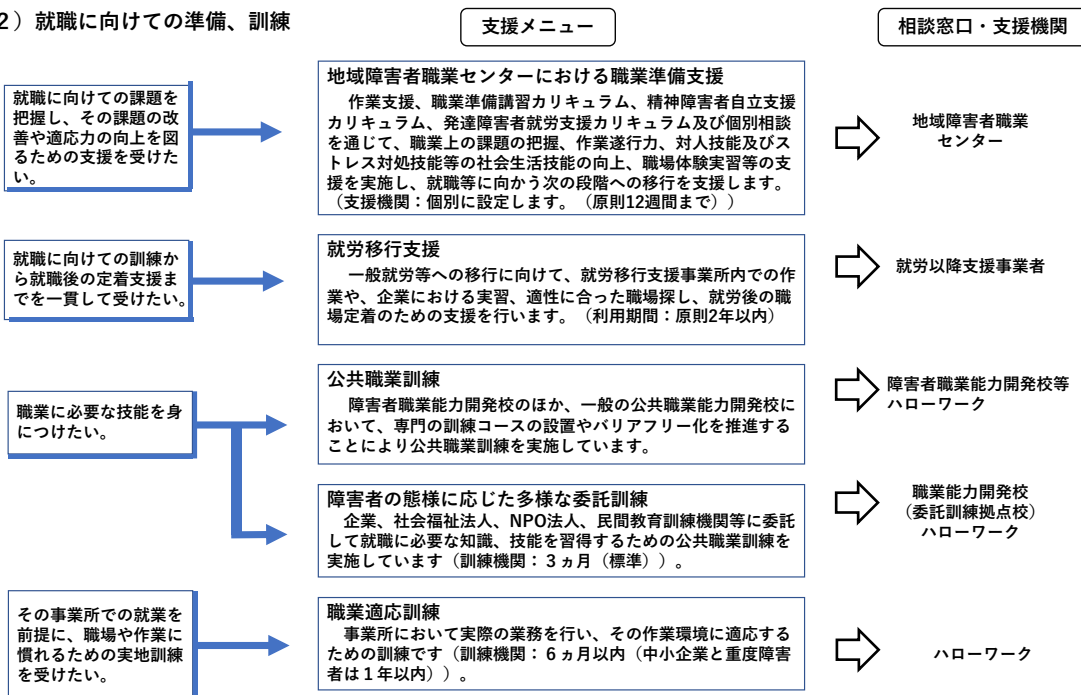 2）就職に向けての準備、訓練
支援メニュー
相談窓口・支援機関
就職に向けての課題を
把握し、その課題の改
善や適応力の向上を図
るための支援を受けた
い。
地域障害者職業センターにおける職業準備支援
作業支援、職業準備講習カリキュラム、精神障害者自立支援
カリキュラム、発達障害者就労支援カリキュラム及び個別相談
を通じて、職業上の課題の把握、作業遂行力、対人技能及びス
トレス対処技能等の社会生活技能の向上、職場体験実習等の支
援を実施し、就職等に向かう次の段階への移行を支援します。
（支援機関：個別に設定します。（原則12週間まで））
地域障害者職業
センター
就職に向けての訓練か
ら就職後の定着支援ま
でを一貫して受けたい。
就労移行支援
一般就労等への移行に向けて、就労移行支援事業所内での作
業や、企業における実習、適性に合った職場探し、就労後の職
場定着のための支援を行います。（利用期間：原則2年以内）
就労以降支援事業者
職業に必要な技能を身
につけたい。
公共職業訓練
障害者職業能力開発校のほか、一般の公共職業能力開発校に
おいて、専門の訓練コースの設置やバリアフリー化を推進する
ことにより公共職業訓練を実施しています。
障害者職業能力開発校等
ハローワーク
障害者の態様に応じた多様な委託訓練
企業、社会福祉法人、NPO法人、民間教育訓練機関等に委託
して就職に必要な知識、技能を習得するための公共職業訓練を
実施しています（訓練機関：３ヵ月（標準））。
職業能力開発校
（委託訓練拠点校）
ハローワーク
その事業所での就業を
前提に、職場や作業に
慣れるための実地訓練
を受けたい。
職業適応訓練
事業所において実際の業務を行い、その作業環境に適応する
ための訓練です（訓練機関：６ヵ月以内（中小企業と重度障害
者は１年以内））。
ハローワーク